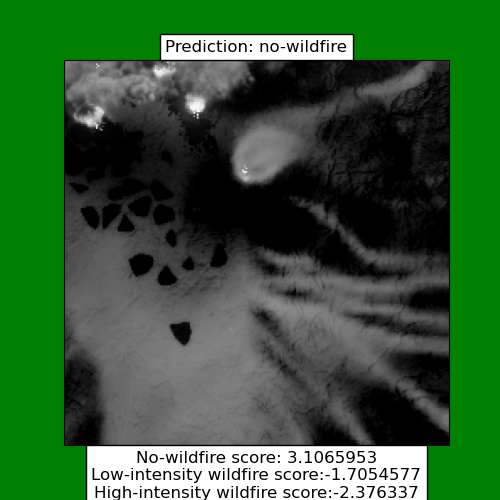 Prediction: no-wildfire
No-wildfire score: 3.1065953
Low-intensity wildfire score:-1.7054577
High-intensity wildfire score:-2.376337